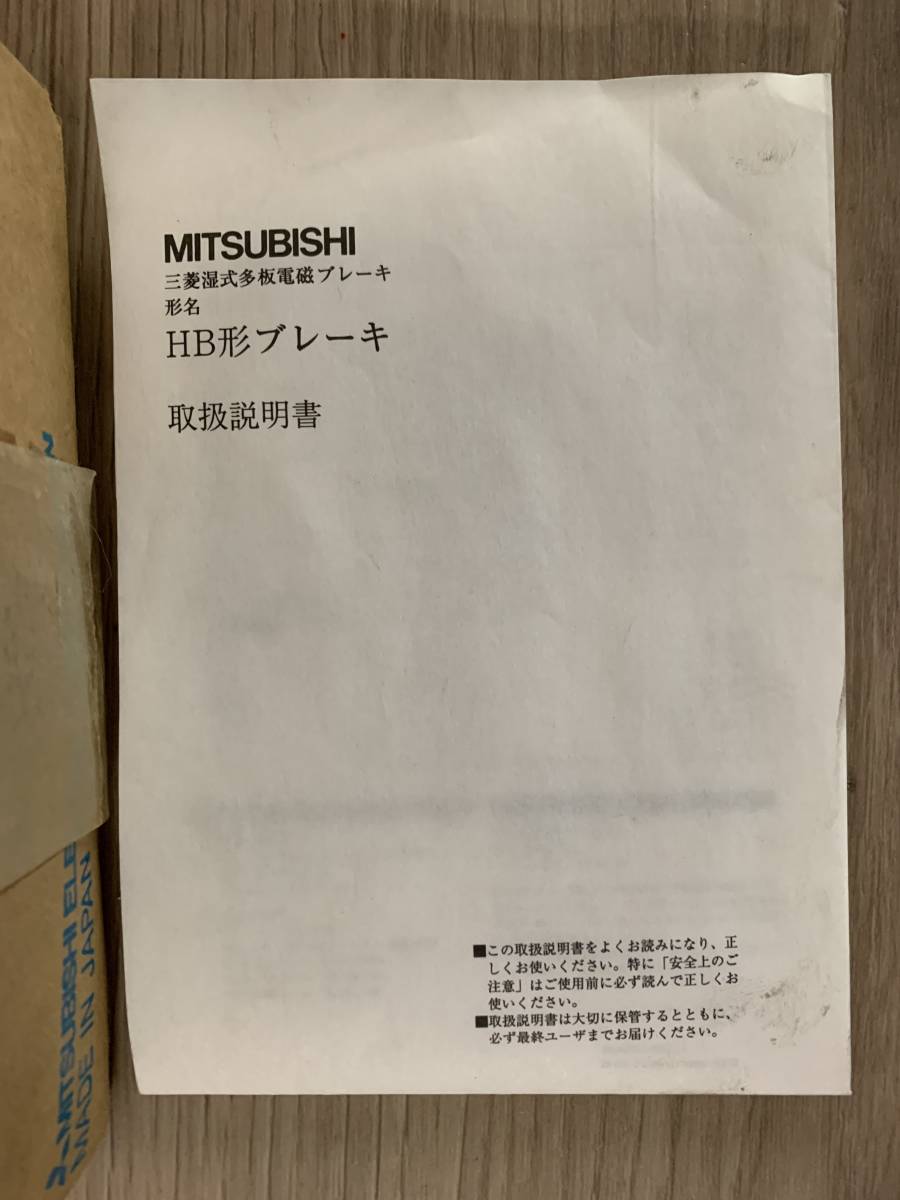 MITSUBISHI
三菱湿式多板電磁ブレーキ
形名
HB形ブレーキ
取扱説明書
■この取扱説明書をよくお読みになり、正
しくお使いください。特に「安全上のご
注意」はご使用前に必ず読んで正しくお
使いください。
■取扱説明書は大切に保管するとともに、
必ず最終ユーザまでお届けください。
MITSUBISHI ELE
MADE IN JAPAN